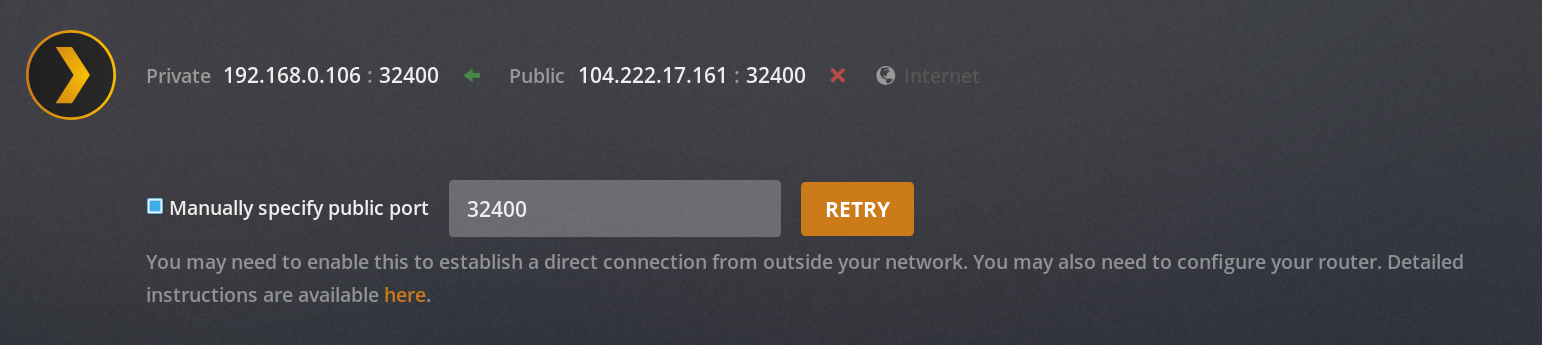 Private 192.168.0.106 : 32400 Public 104.222.17.161 : 32400 Internet
Manually specify public port 32400 RETRY
You may need to enable this to establish a direct connection from outside your network. You may also need to configure your router. Detailed
instructions are available here.